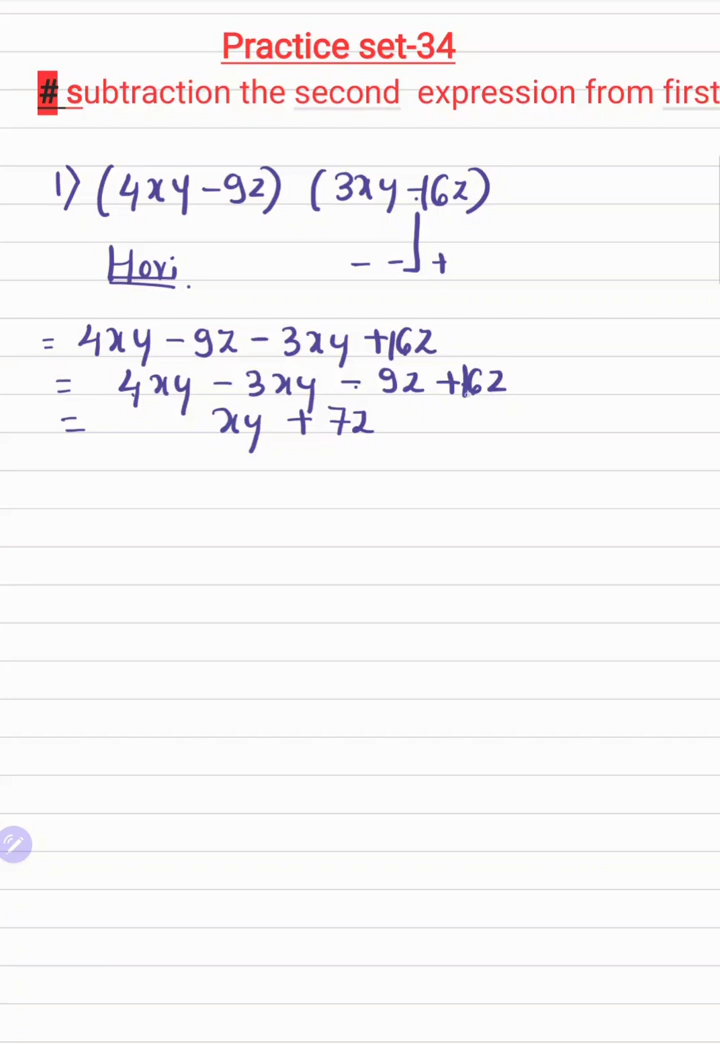 Practice set-34
# subtraction the second expression from first
1) (4xy-9z) (3xy-16z)
Hori.
- - +
= 4xy - 9z - 3xy +16z
= 4xy - 3xy - 9z +16z
= xy + 7z